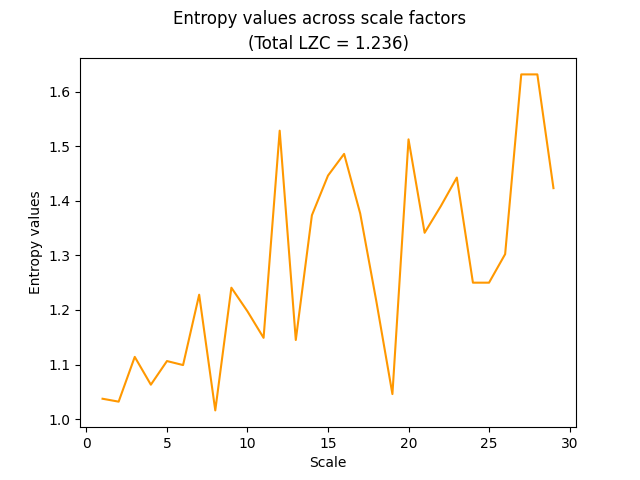 Entropy values across scale factors
(Total LZC = 1.236)
1.6
1.5
1.4
1.3
1.2
1.1
1.0
Entropy values
0 5 10 15 20 25 30
Scale